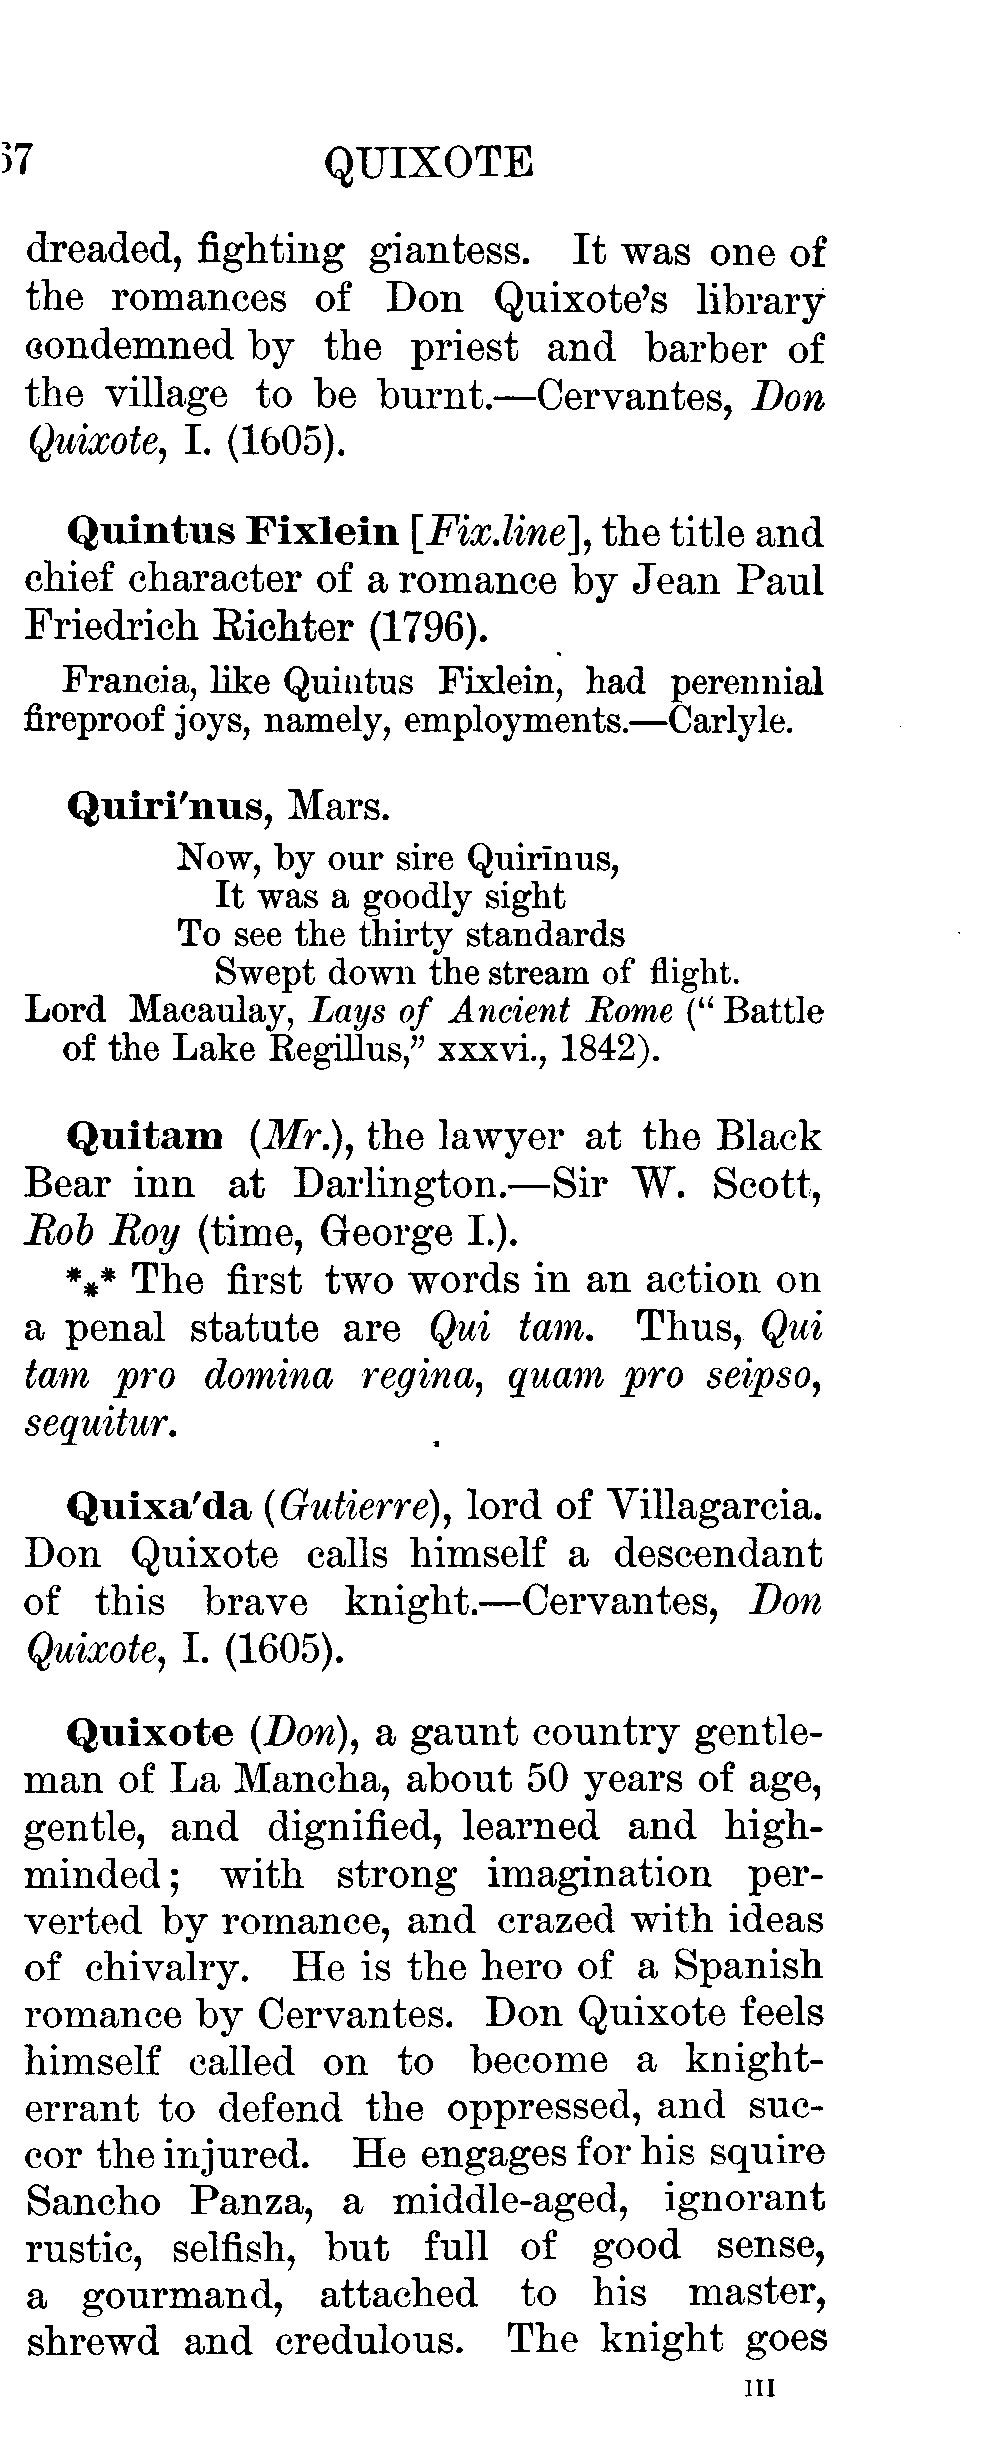 67 QUIXOTE
dreaded, fighting giantess. It was one of
the romances of Don Quixote's library
condemned by the priest and barber of
the village to be burnt.—Cervantes, Don
Quixote, I. (1605).
Quintus Fixlein [Fix.line], the title and
chief character of a romance by Jean Paul
Friedrich Richter (1796).
Francia, like Quintus Fixlein, had perennial
fireproof joys, namely, employments.—Carlyle.
Quiri'nus, Mars.
Now, by our sire Quirīnus,
It was a goodly sight
To see the thirty standards
Swept down the stream of flight.
Lord Macaulay, Lays of Ancient Rome (“ Battle
of the Lake Regillus,” xxxvi., 1842).
Quitam (Mr.), the lawyer at the Black
Bear inn at Darlington.—Sir W. Scott,
Rob Roy (time, George I.).
*⁎* The first two words in an action on
a penal statute are Qui tam. Thus, Qui
tam pro domina regina, quam pro seipso,
sequitur.
Quixa'da (Gutierre), lord of Villagarcia.
Don Quixote calls himself a descendant
of this brave knight.—Cervantes, Don
Quixote, I. (1605).
Quixote (Don), a gaunt country gentle-
man of La Mancha, about 50 years of age,
gentle, and dignified, learned and high-
minded; with strong imagination per-
verted by romance, and crazed with ideas
of chivalry. He is the hero of a Spanish
romance by Cervantes. Don Quixote feels
himself called on to become a knight-
errant to defend the oppressed, and suc-
cor the injured. He engages for his squire
Sancho Panza, a middle-aged, ignorant
rustic, selfish, but full of good sense,
a gourmand, attached to his master,
shrewd and credulous. The knight goes
III